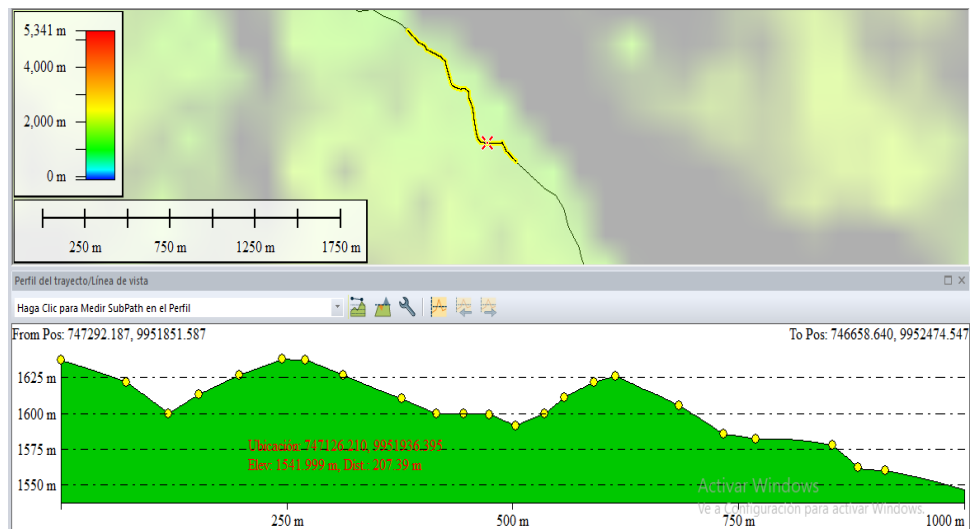 5,341 m
4,000 m
2,000 m
0 m
250 m 750 m 1250 m 1750 m
Perfil del trayecto/Línea de vista
Haga Clic para Medir SubPath en el Perfil
From Pos: 747292.187, 9951851.587 To Pos: 746658.640, 9952474.547
1625 m
1600 m
1575 m
1550 m
Ubicación: 747126.210, 9951936.395
Elev: 1541.999 m, Dist.: 207.39 m
Activar Windows
Ve a Configuración para activar Windows.
250 m 500 m 750 m 1000 m